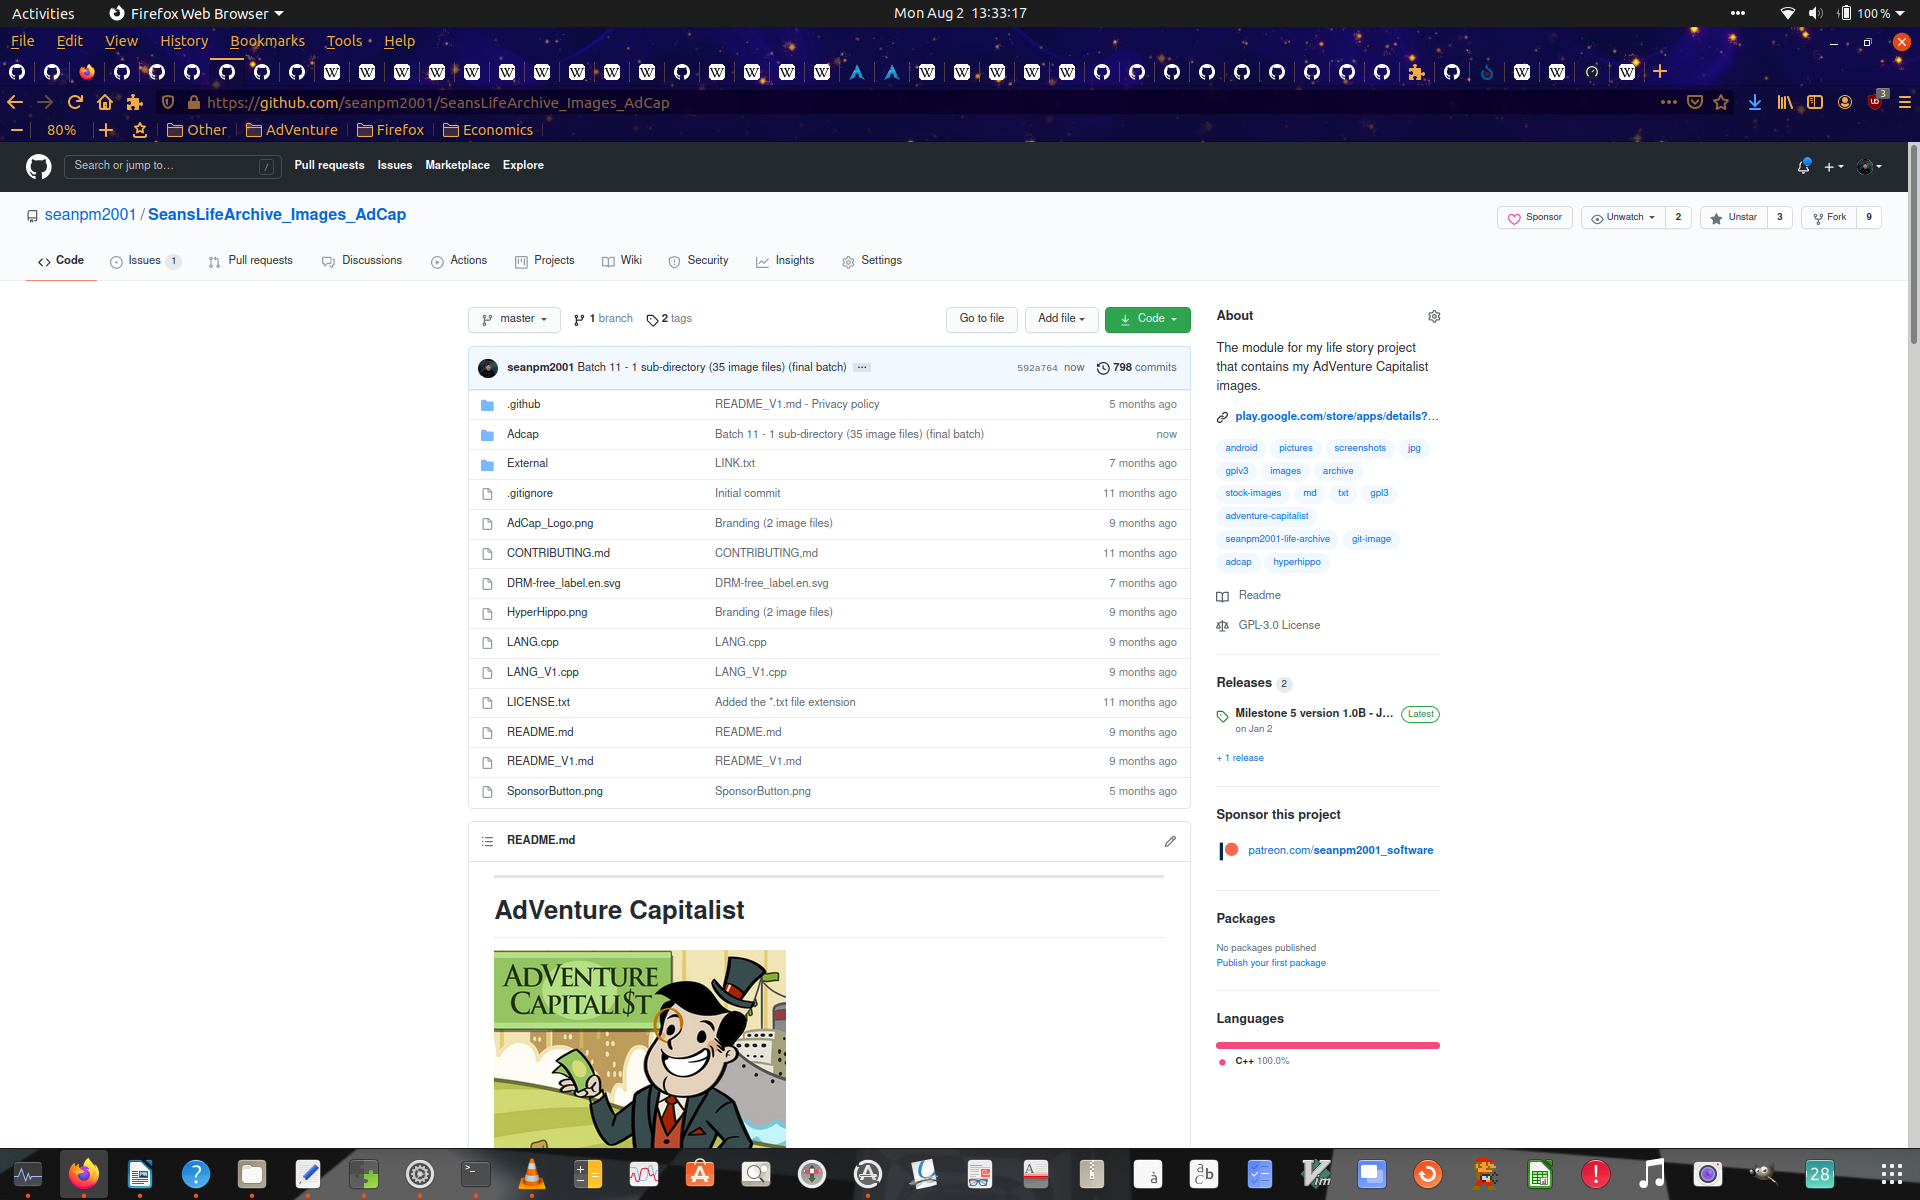 Activities Firefox Web Browser Mon Aug 2 13:33:17 100 %
File Edit View History Bookmarks Tools Help
https://github.com/seanpm2001/SeansLifeArchive_Images_AdCap 3
80% Other AdVenture Firefox Economics
Search or jump to… / Pull requests Issues Marketplace Explore
seanpm2001 / SeansLifeArchive_Images_AdCap Sponsor Unwatch 2 Unstar 3 Fork 9
Code Issues 1 Pull requests Discussions Actions Projects Wiki Security Insights Settings
master 1 branch 2 tags Go to file Add file Code
seanpm2001 Batch 11 - 1 sub-directory (35 image files) (final batch) ... 592a764 now 798 commits
.github README_V1.md - Privacy policy 5 months ago
Adcap Batch 11 - 1 sub-directory (35 image files) (final batch) now
External LINK.txt 7 months ago
.gitignore Initial commit 11 months ago
AdCap_Logo.png Branding (2 image files) 9 months ago
CONTRIBUTING.md CONTRIBUTING,md 11 months ago
DRM-free_label.en.svg DRM-free_label.en.svg 7 months ago
HyperHippo.png Branding (2 image files) 9 months ago
LANG.cpp LANG.cpp 9 months ago
LANG_V1.cpp LANG_V1.cpp 9 months ago
LICENSE.txt Added the *.txt file extension 11 months ago
README.md README.md 9 months ago
README_V1.md README_V1.md 9 months ago
SponsorButton.png SponsorButton.png 5 months ago
README.md
AdVenture Capitalist
ADVENTURE
CAPITALI$T
About
The module for my life story project
that contains my AdVenture Capitalist
images.
play.google.com/store/apps/details?…
android pictures screenshots jpg
gplv3 images archive
stock-images md txt gpl3
adventure-capitalist
seanpm2001-life-archive git-image
adcap hyperhippo
Readme
GPL-3.0 License
Releases 2
Milestone 5 version 1.0B - J… Latest
on Jan 2
+ 1 release
Sponsor this project
patreon.com/seanpm2001_software
Packages
No packages published
Publish your first package
Languages
C++ 100.0%
28